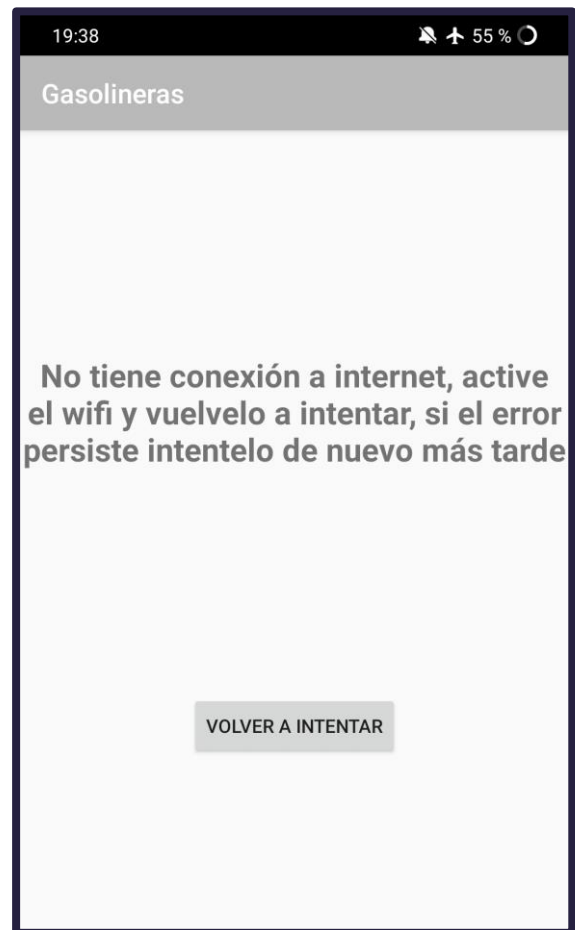 19:38 55 %
Gasolineras
No tiene conexión a internet, active
el wifi y vuelvelo a intentar, si el error
persiste intentelo de nuevo más tarde
VOLVER A INTENTAR